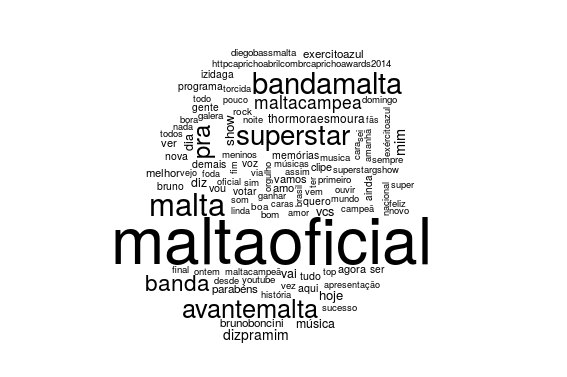 diegobassmalta exercitoazul
httpcaprichoabrilcombrcaprichoawards2014
izidaga
programa torcida bandamalta
todo pouco maltacampea domingo
gente rock
bora galera noite thormoraesmoura fãs
nada
todos dia pra show superstar cara sei amanhã exércitoazul mim
ver
nova meninos memórias musica sempre
demais voz músicas clipe superstarshow
melhor vejo foda fim via orgulho assim
bruno diz oficial sim amo vamos ter primeiro ainda nacional super
vou votar ganhar brasil vem ouvir
malta som caras quero mundo feliz
linda boa vcs campeã novo
bom amor
maltaoficial
final ontem maltacampeã vai tudo top agora ser
banda desde youtube vez aqui apresentação
parabéns história hoje
avantemalta sucesso
brunoboncini música
dizpramim